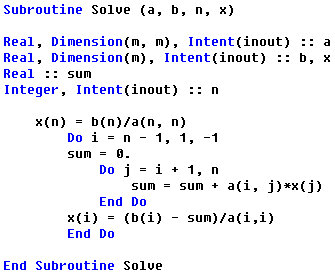 Subroutine Solve (a, b, n, x)
Real, Dimension(m, m), Intent(inout) :: a
Real, Dimension(m), Intent(inout) :: b, x
Real :: sum
Integer, Intent(inout) :: n
x(n) = b(n)/a(n, n)
Do i = n - 1, 1, -1
sum = 0.
Do j = i + 1, n
sum = sum + a(i, j)*x(j)
End Do
x(i) = (b(i) - sum)/a(i,i)
End Do
End Subroutine Solve